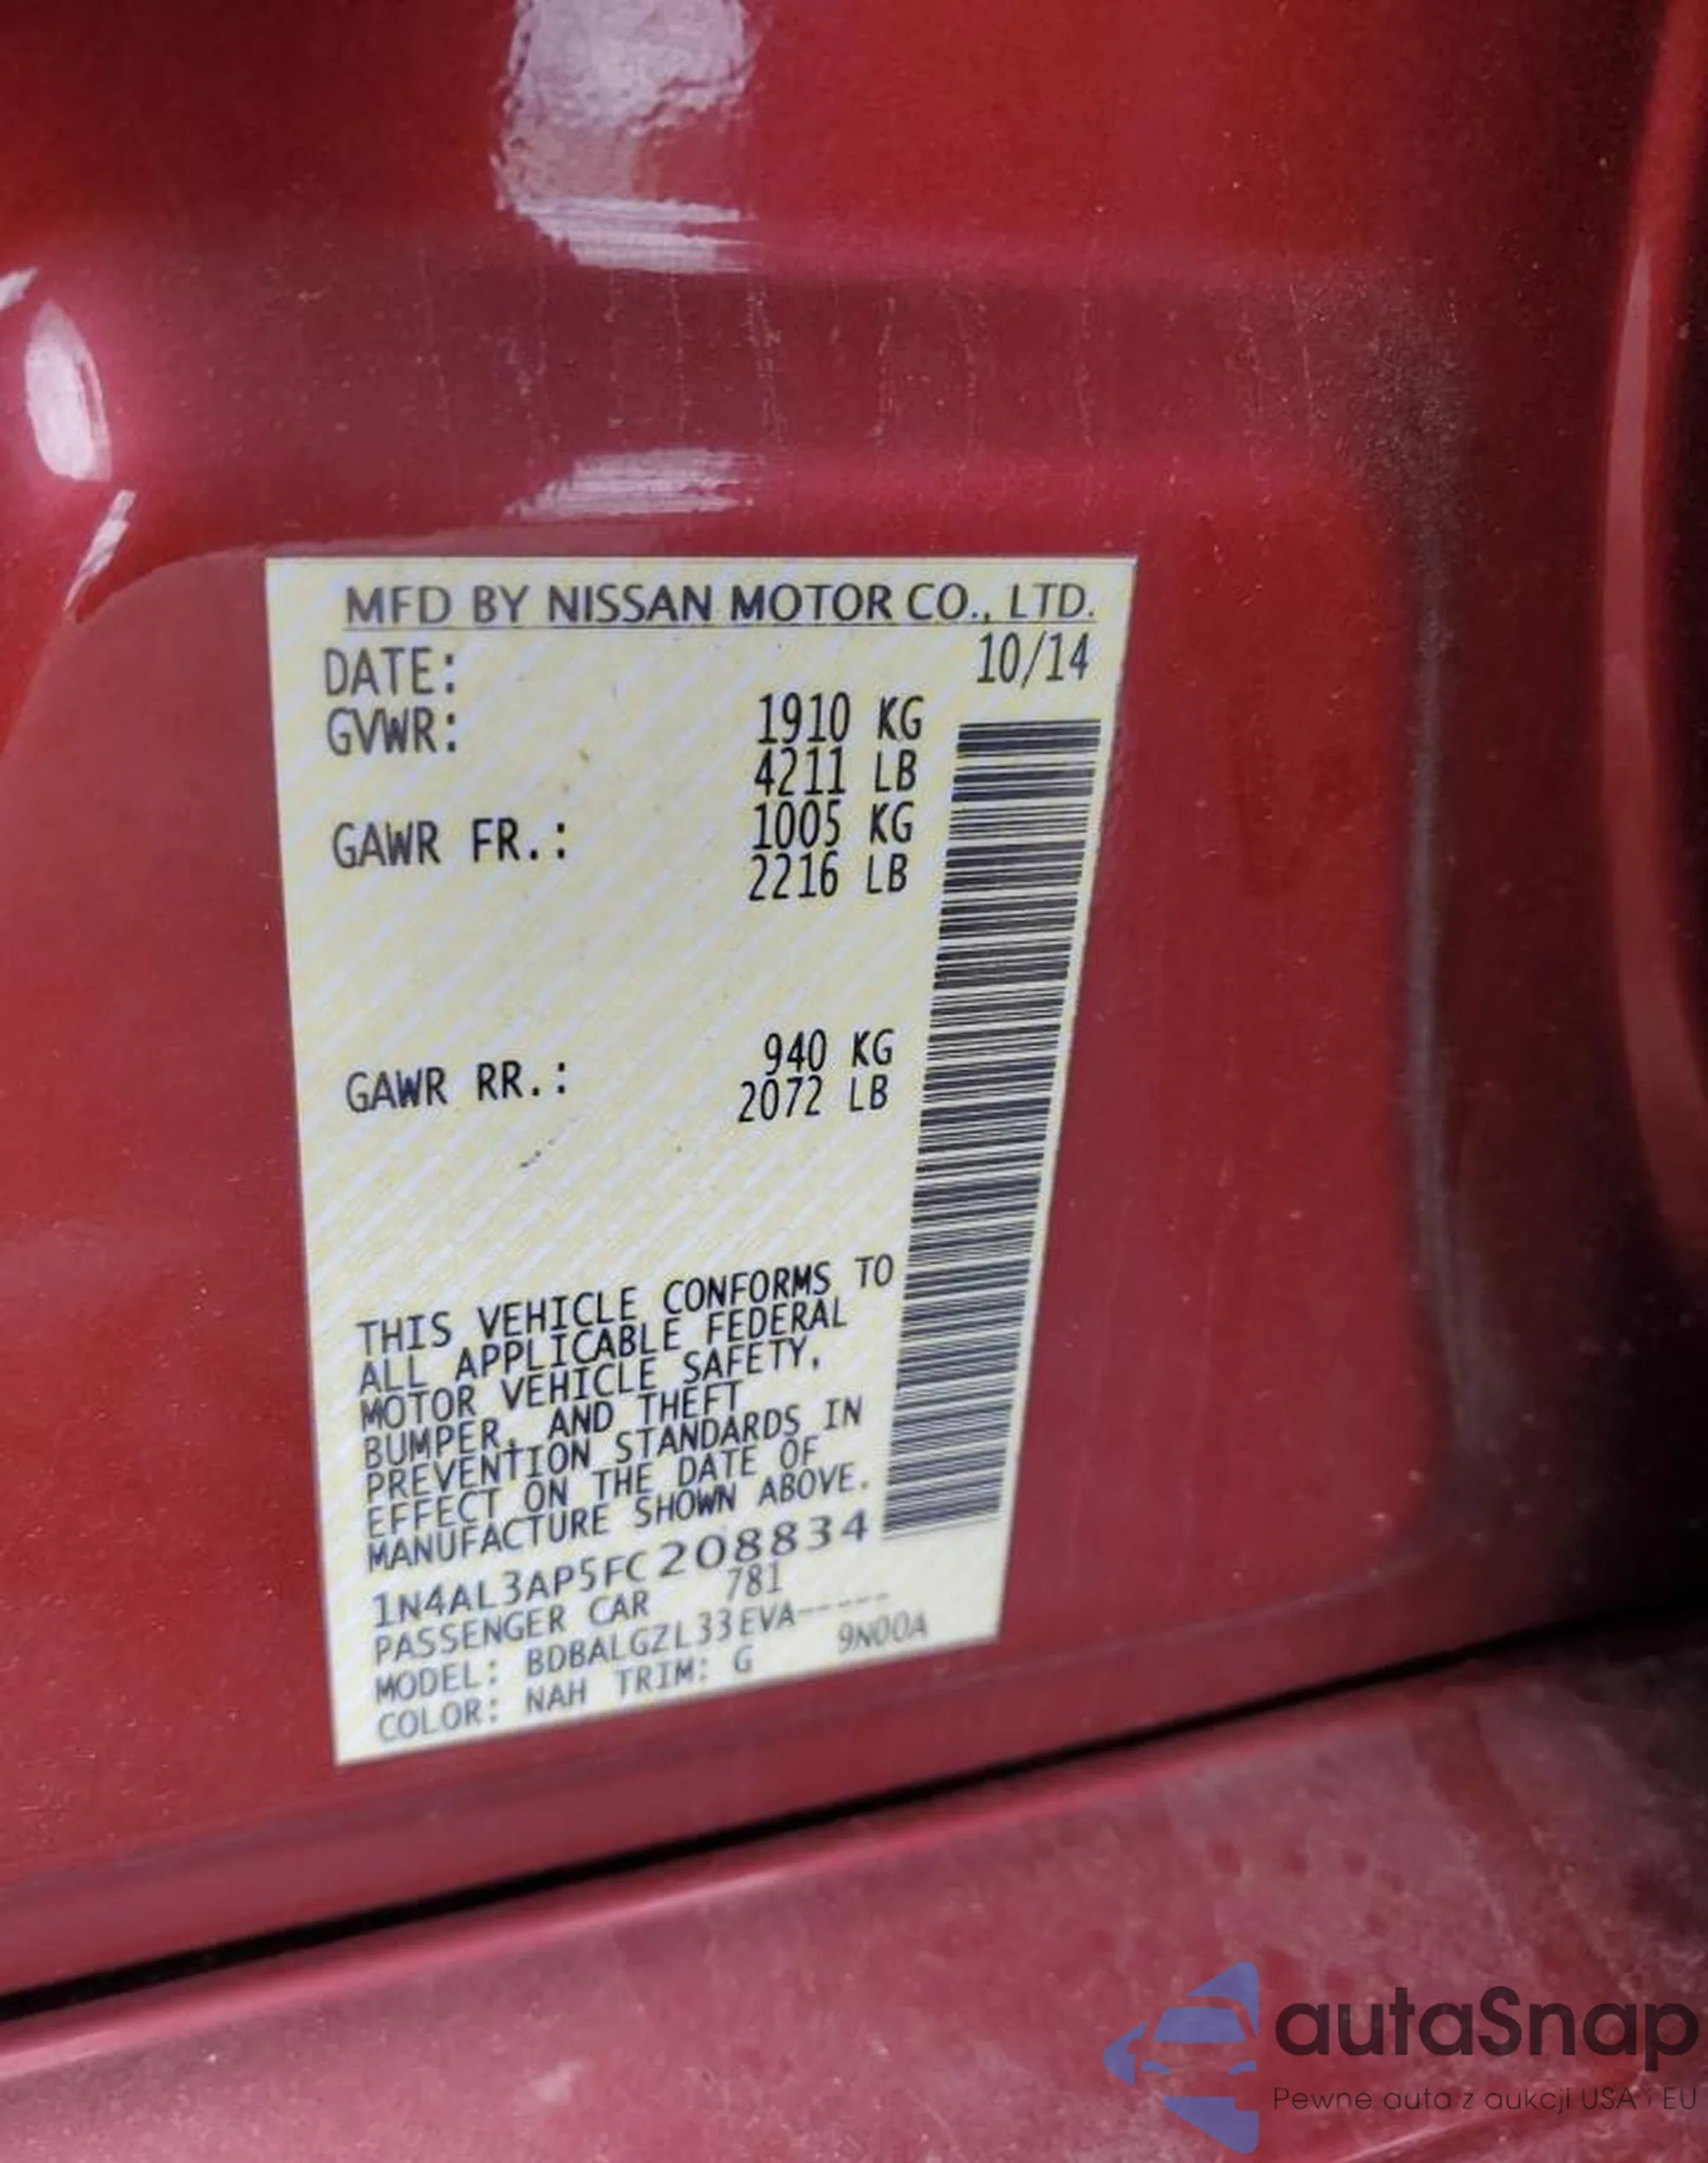 MFD BY NISSAN MOTOR CO., LTD.
DATE: 10/14
GVWR: 1910 KG
4211 LB
GAWR FR.: 1005 KG
2216 LB
GAWR RR.: 940 KG
2072 LB
THIS VEHICLE CONFORMS TO
ALL APPLICABLE FEDERAL
MOTOR VEHICLE SAFETY,
BUMPER, AND THEFT
PREVENTION STANDARDS IN
EFFECT ON THE DATE OF
MANUFACTURE SHOWN ABOVE.
1N4AL3AP5FC208834
PASSENGER CAR 781
MODEL: BDBALGZL33EVA-----
COLOR: NAH TRIM: G 9N00A
autaSnap
Pewne auta z aukcji USA i EU